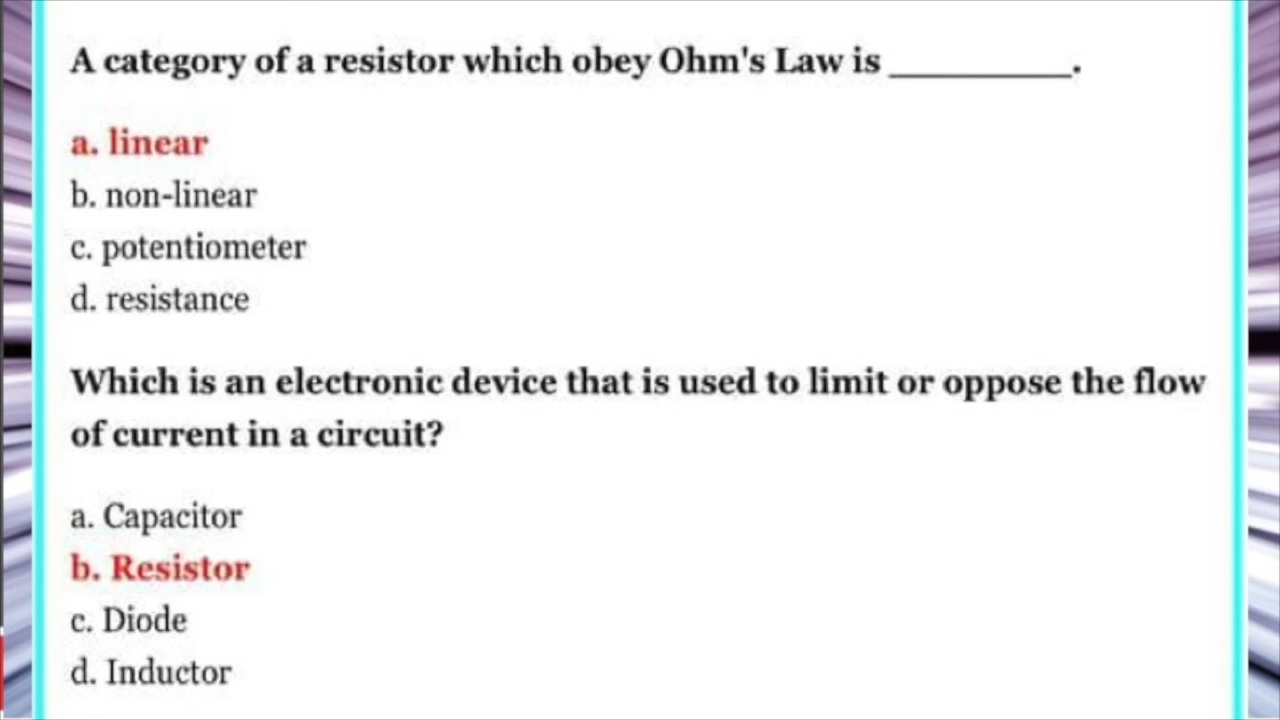 A category of a resistor which obey Ohm's Law is __________.
a. linear
b. non-linear
c. potentiometer
d. resistance
Which is an electronic device that is used to limit or oppose the flow
of current in a circuit?
a. Capacitor
b. Resistor
c. Diode
d. Inductor